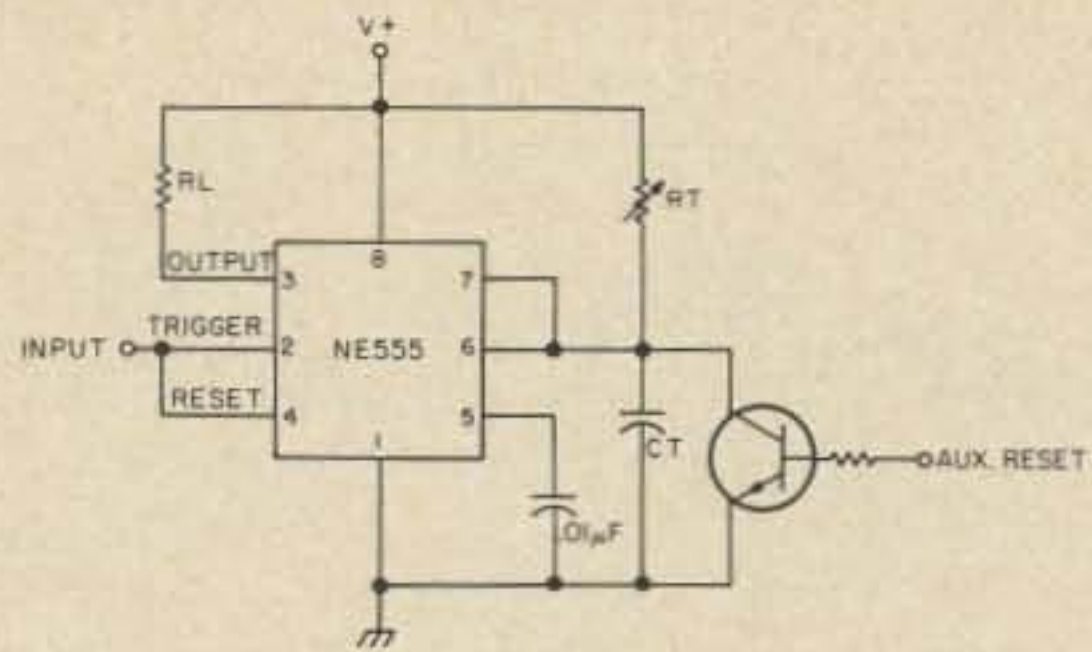 V+
RL
RT
OUTPUT
3
8
7
INPUT
TRIGGER
2
NE555
6
RESET
4
1
5
CT
AUX. RESET
.01µF